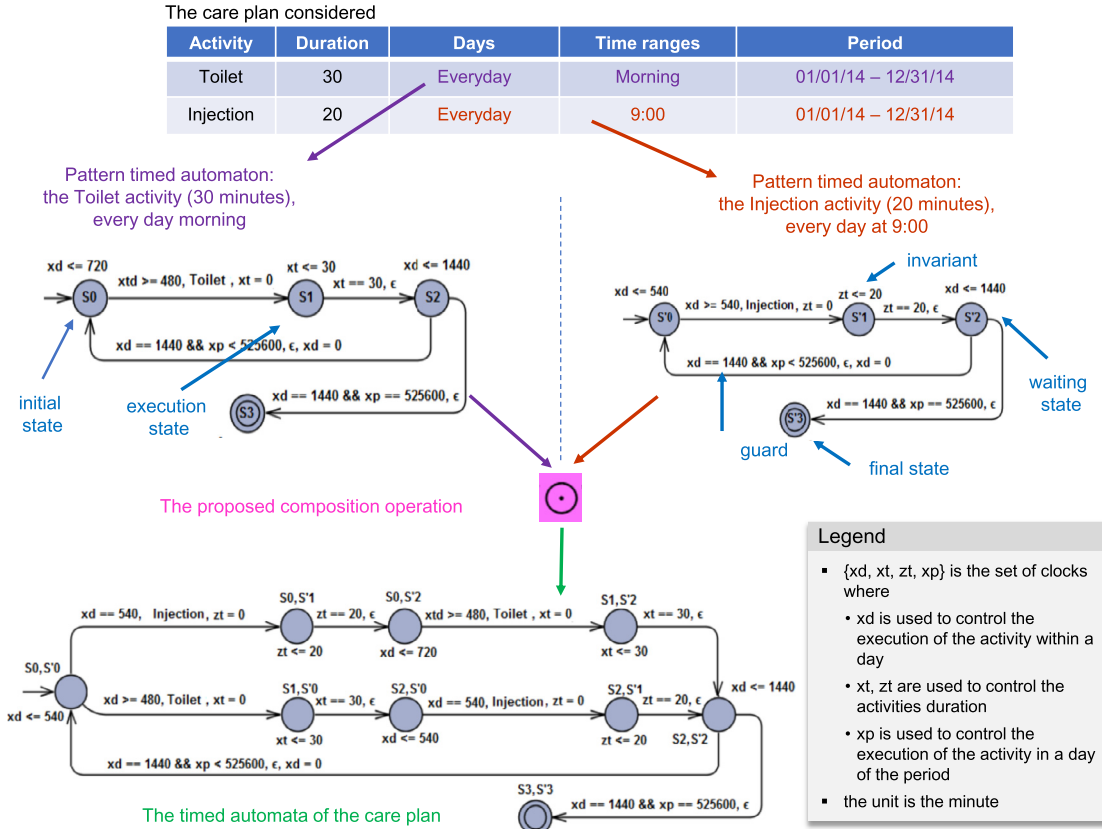 The care plan considered
Activity Duration Days Time ranges Period
Toilet 30 Everyday Morning 01/01/14 – 12/31/14
Injection 20 Everyday 9:00 01/01/14 – 12/31/14
Pattern timed automaton:
the Toilet activity (30 minutes),
every day morning
Pattern timed automaton:
the Injection activity (20 minutes),
every day at 9:00
xd <= 720
xtd >= 480, Toilet , xt = 0
xt <= 30
xt == 30, ϵ
xd <= 1440
S0
S1
S2
xd == 1440 && xp < 525600, ϵ, xd = 0
xd == 1440 && xp == 525600, ϵ
S3
initial
state
execution
state
invariant
xd <= 540
xd >= 540, Injection, zt = 0
zt <= 20
zt == 20, ϵ
xd <= 1440
S'0
S'1
S'2
xd == 1440 && xp < 525600, ϵ, xd = 0
xd == 1440 && xp == 525600, ϵ
S'3
waiting
state
guard
final state
The proposed composition operation
S0,S'0
xd <= 540
xd == 540, Injection, zt = 0
S0,S'1
zt <= 20
zt == 20, ϵ
S0,S'2
xd <= 720
xtd >= 480, Toilet , xt = 0
S1,S'2
xt <= 30
xt == 30, ϵ
xd >= 480, Toilet , xt = 0
S1,S'0
xt <= 30
xt == 30, ϵ
S2,S'0
xd <= 540
xd == 540, Injection, zt = 0
S2,S'1
zt <= 20
zt == 20, ϵ
xd <= 1440
S2,S'2
xd == 1440 && xp < 525600, ϵ, xd = 0
S3,S'3
xd == 1440 && xp == 525600, ϵ
The timed automata of the care plan
Legend
▪ {xd, xt, zt, xp} is the set of clocks
where
• xd is used to control the
execution of the activity within a
day
• xt, zt are used to control the
activities duration
• xp is used to control the
execution of the activity in a day
of the period
▪ the unit is the minute